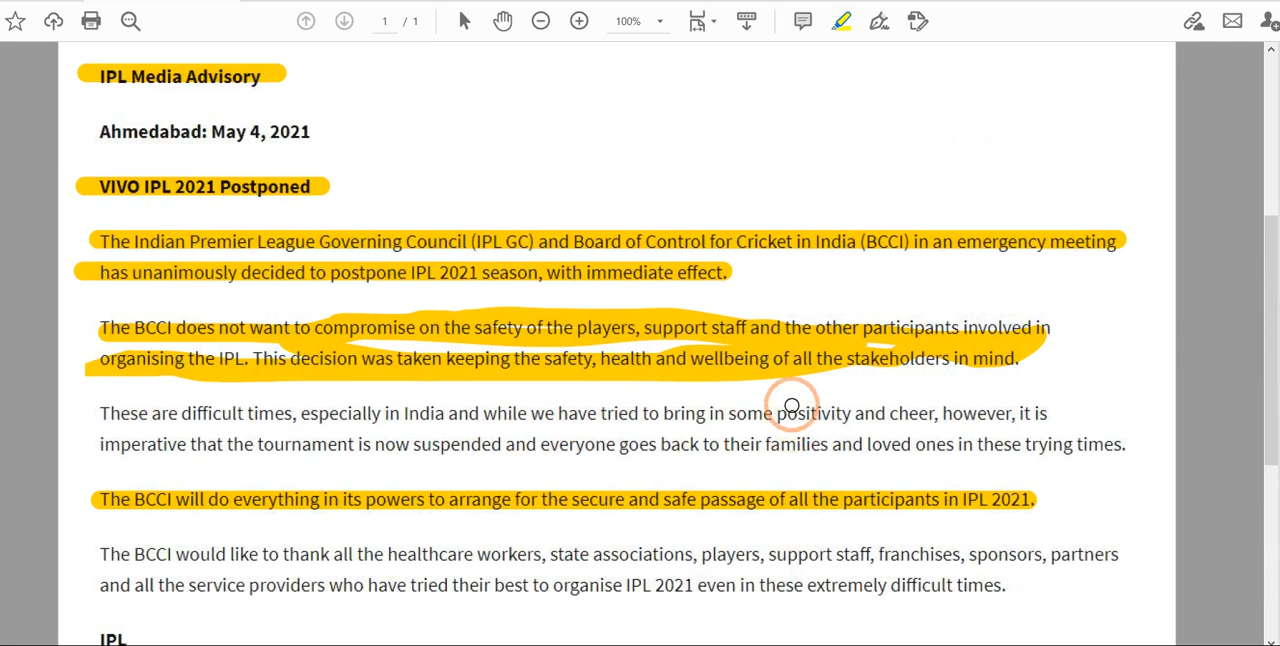 1 / 1
100%
IPL Media Advisory
Ahmedabad: May 4, 2021
VIVO IPL 2021 Postponed
The Indian Premier League Governing Council (IPL GC) and Board of Control for Cricket in India (BCCI) in an emergency meeting
has unanimously decided to postpone IPL 2021 season, with immediate effect.
The BCCI does not want to compromise on the safety of the players, support staff and the other participants involved in
organising the IPL. This decision was taken keeping the safety, health and wellbeing of all the stakeholders in mind.
These are difficult times, especially in India and while we have tried to bring in some positivity and cheer, however, it is
imperative that the tournament is now suspended and everyone goes back to their families and loved ones in these trying times.
The BCCI will do everything in its powers to arrange for the secure and safe passage of all the participants in IPL 2021.
The BCCI would like to thank all the healthcare workers, state associations, players, support staff, franchises, sponsors, partners
and all the service providers who have tried their best to organise IPL 2021 even in these extremely difficult times.
IPL